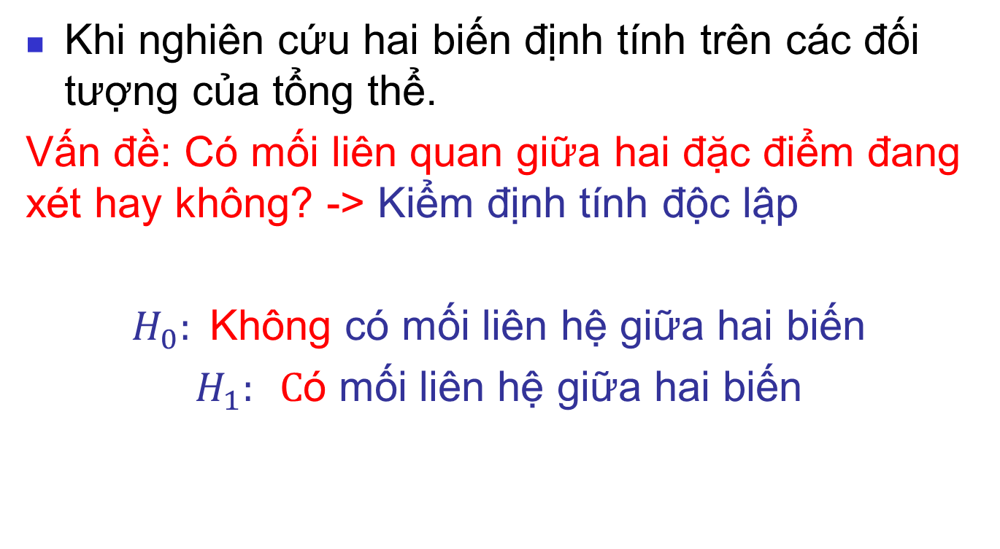 ▪ Khi nghiên cứu hai biến định tính trên các đối
tượng của tổng thể.
Vấn đề: Có mối liên quan giữa hai đặc điểm đang
xét hay không? -> Kiểm định tính độc lập
H₀: Không có mối liên hệ giữa hai biến
H₁: Có mối liên hệ giữa hai biến